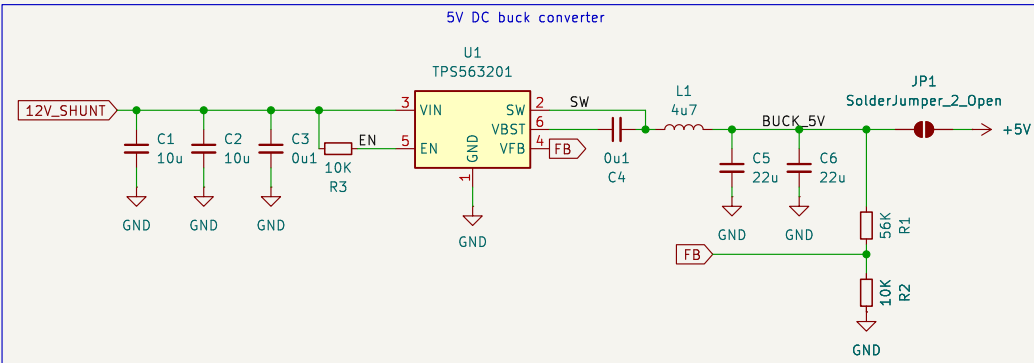 5V DC buck converter
U1
TPS563201
12V_SHUNT
C1
10u
GND
C2
10u
GND
C3
0u1
GND
10K
R3
EN
3
VIN
5
EN
GND
1
GND
SW
2
VBST
6
VFB
4
SW
FB
0u1
C4
L1
4u7
BUCK_5V
C5
22u
GND
C6
22u
GND
JP1
SolderJumper_2_Open
+5V
56K
R1
FB
10K
R2
GND